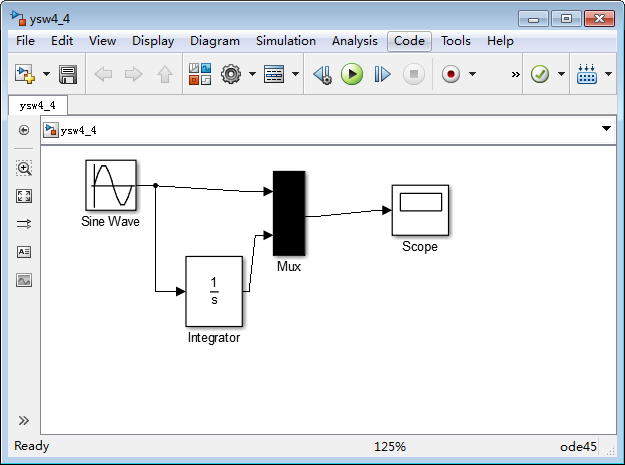 ysw4_4
File Edit View Display Diagram Simulation Analysis Code Tools Help
»
ysw4_4
ysw4_4
Sine Wave
Mux
Scope
1
s
Integrator
»
Ready 125% ode45